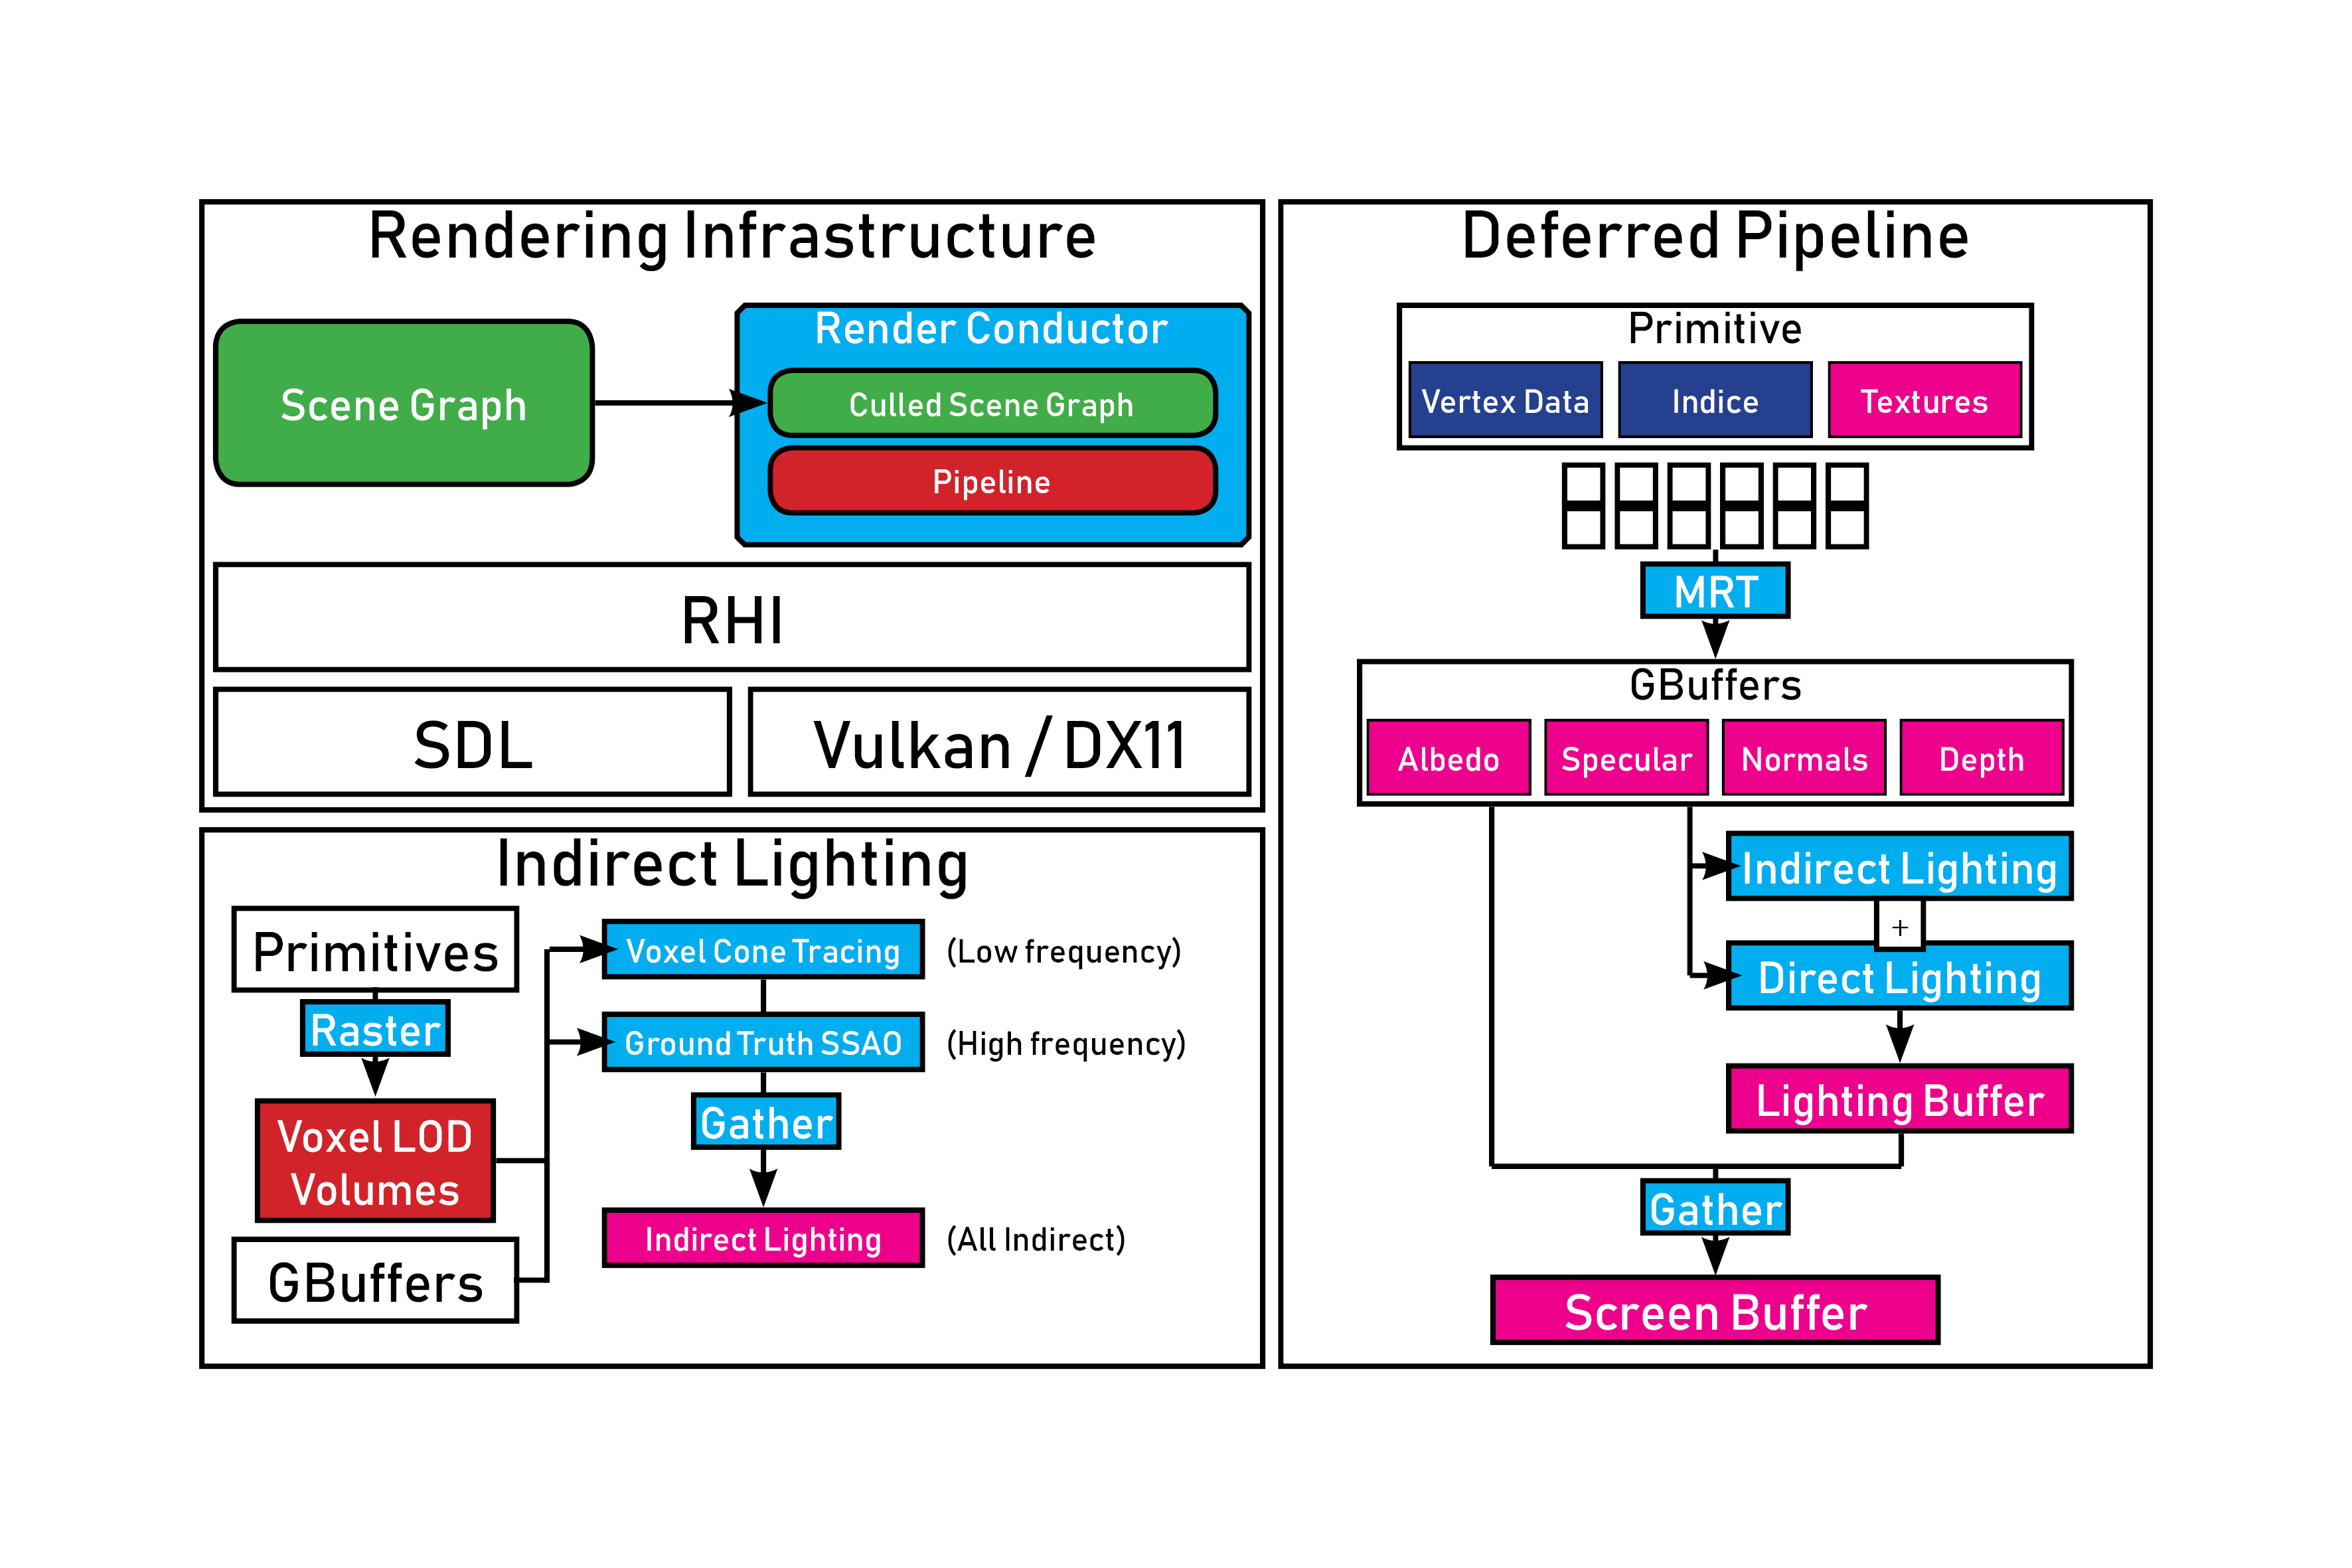 Rendering Infrastructure
Scene Graph
Render Conductor
Culled Scene Graph
Pipeline
RHI
SDL
Vulkan / DX11
Indirect Lighting
Primitives
Raster
Voxel LOD
Volumes
GBuffers
Voxel Cone Tracing
(Low frequency)
Ground Truth SSAO
(High frequency)
Gather
Indirect Lighting
(All Indirect)
Deferred Pipeline
Primitive
Vertex Data
Indice
Textures
MRT
GBuffers
Albedo
Specular
Normals
Depth
Indirect Lighting
+
Direct Lighting
Lighting Buffer
Gather
Screen Buffer